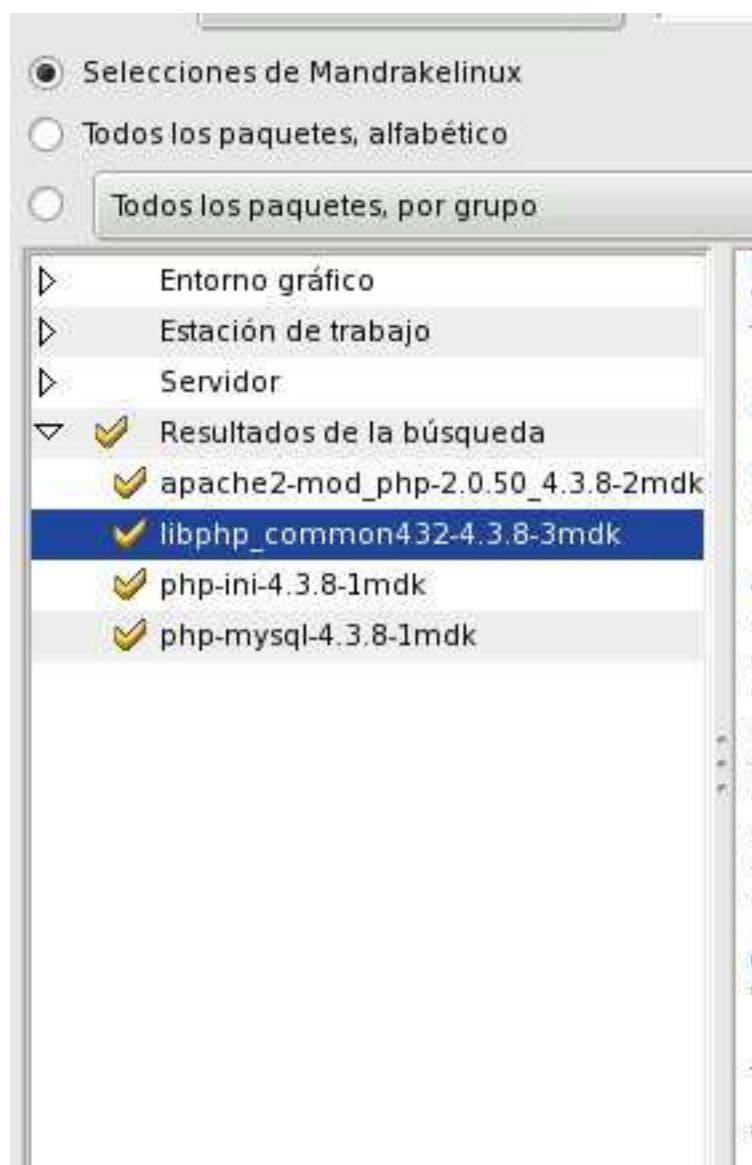 Selecciones de Mandrakelinux
Todos los paquetes, alfabético
Todos los paquetes, por grupo
Entorno gráfico
Estación de trabajo
Servidor
Resultados de la búsqueda
apache2-mod_php-2.0.50_4.3.8-2mdk
libphp_common432-4.3.8-3mdk
php-ini-4.3.8-1mdk
php-mysql-4.3.8-1mdk